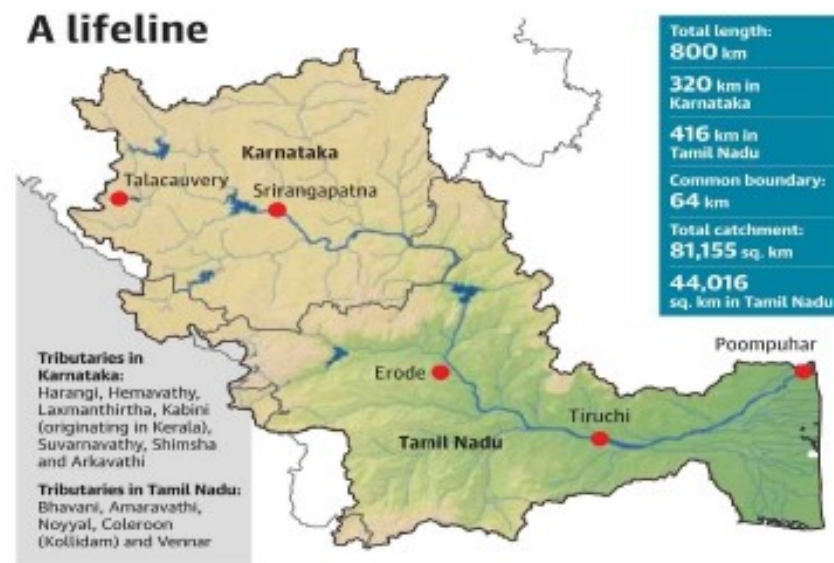 A lifeline
Total length:
800 km
320 km in
Karnataka
416 km in
Tamil Nadu
Common boundary:
64 km
Total catchment:
81,155 sq. km
44,016
sq. km in Tamil Nadu
Karnataka
Talacauvery
Srirangapatna
Poompuhar
Erode
Tiruchi
Tamil Nadu
Tributaries in
Karnataka:
Harangi, Hemavathy,
Laxmanthirtha, Kabini
(originating in Kerala),
Suvarnavathy, Shimsha
and Arkavathi
Tributaries in Tamil Nadu:
Bhavani, Amaravathi,
Noyyal, Coleroon
(Kollidam) and Vennar